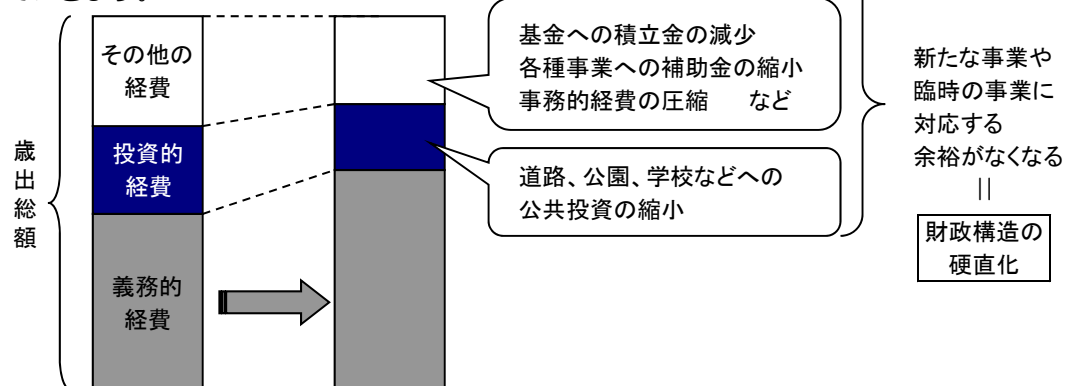 歳出総額
その他の
経費
投資的
経費
義務的
経費
基金への積立金の減少
各種事業への補助金の縮小
事務的経費の圧縮　など
道路、公園、学校などへの
公共投資の縮小
新たな事業や
臨時の事業に
対応する
余裕がなくなる
||
財政構造の
硬直化